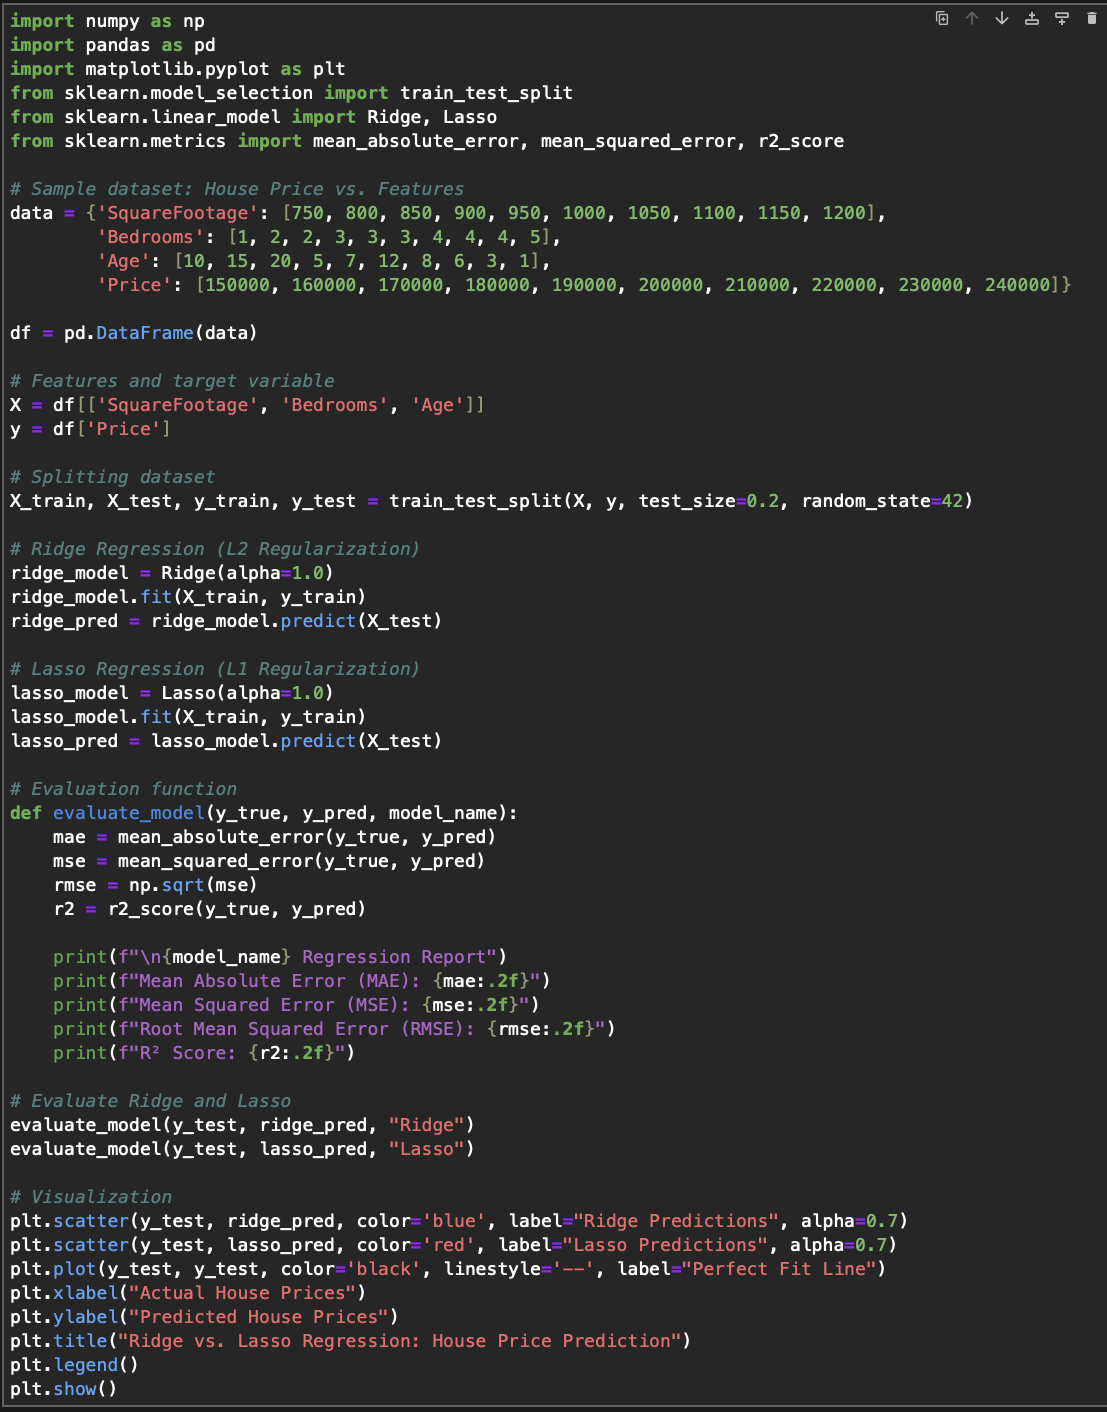 import numpy as np
import pandas as pd
import matplotlib.pyplot as plt
from sklearn.model_selection import train_test_split
from sklearn.linear_model import Ridge, Lasso
from sklearn.metrics import mean_absolute_error, mean_squared_error, r2_score

# Sample dataset: House Price vs. Features
data = {'SquareFootage': [750, 800, 850, 900, 950, 1000, 1050, 1100, 1150, 1200],
        'Bedrooms': [1, 2, 2, 3, 3, 3, 4, 4, 4, 5],
        'Age': [10, 15, 20, 5, 7, 12, 8, 6, 3, 1],
        'Price': [150000, 160000, 170000, 180000, 190000, 200000, 210000, 220000, 230000, 240000]}

df = pd.DataFrame(data)

# Features and target variable
X = df[['SquareFootage', 'Bedrooms', 'Age']]
y = df['Price']

# Splitting dataset
X_train, X_test, y_train, y_test = train_test_split(X, y, test_size=0.2, random_state=42)

# Ridge Regression (L2 Regularization)
ridge_model = Ridge(alpha=1.0)
ridge_model.fit(X_train, y_train)
ridge_pred = ridge_model.predict(X_test)

# Lasso Regression (L1 Regularization)
lasso_model = Lasso(alpha=1.0)
lasso_model.fit(X_train, y_train)
lasso_pred = lasso_model.predict(X_test)

# Evaluation function
def evaluate_model(y_true, y_pred, model_name):
    mae = mean_absolute_error(y_true, y_pred)
    mse = mean_squared_error(y_true, y_pred)
    rmse = np.sqrt(mse)
    r2 = r2_score(y_true, y_pred)

    print(f"\n{model_name} Regression Report")
    print(f"Mean Absolute Error (MAE): {mae:.2f}")
    print(f"Mean Squared Error (MSE): {mse:.2f}")
    print(f"Root Mean Squared Error (RMSE): {rmse:.2f}")
    print(f"R² Score: {r2:.2f}")

# Evaluate Ridge and Lasso
evaluate_model(y_test, ridge_pred, "Ridge")
evaluate_model(y_test, lasso_pred, "Lasso")

# Visualization
plt.scatter(y_test, ridge_pred, color='blue', label="Ridge Predictions", alpha=0.7)
plt.scatter(y_test, lasso_pred, color='red', label="Lasso Predictions", alpha=0.7)
plt.plot(y_test, y_test, color='black', linestyle='--', label="Perfect Fit Line")
plt.xlabel("Actual House Prices")
plt.ylabel("Predicted House Prices")
plt.title("Ridge vs. Lasso Regression: House Price Prediction")
plt.legend()
plt.show()